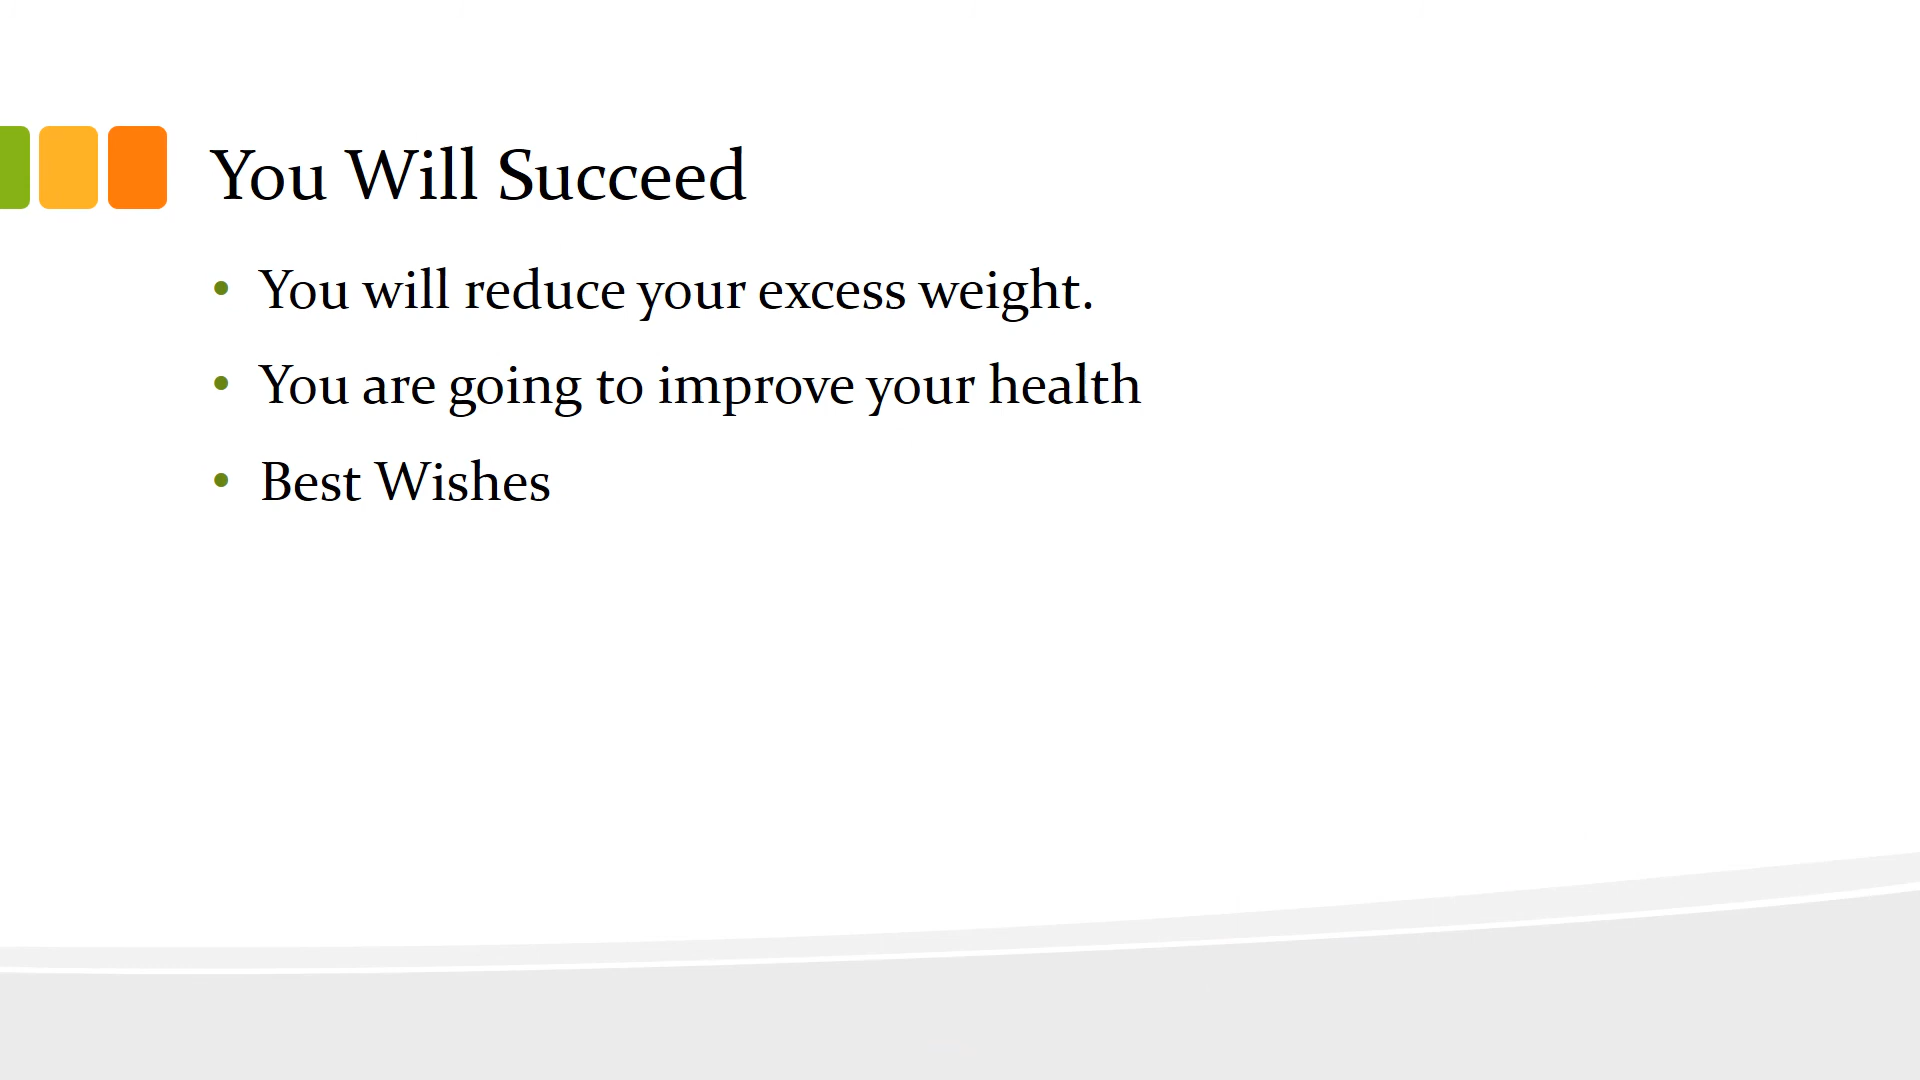 You Will Succeed
• You will reduce your excess weight.
• You are going to improve your health
• Best Wishes